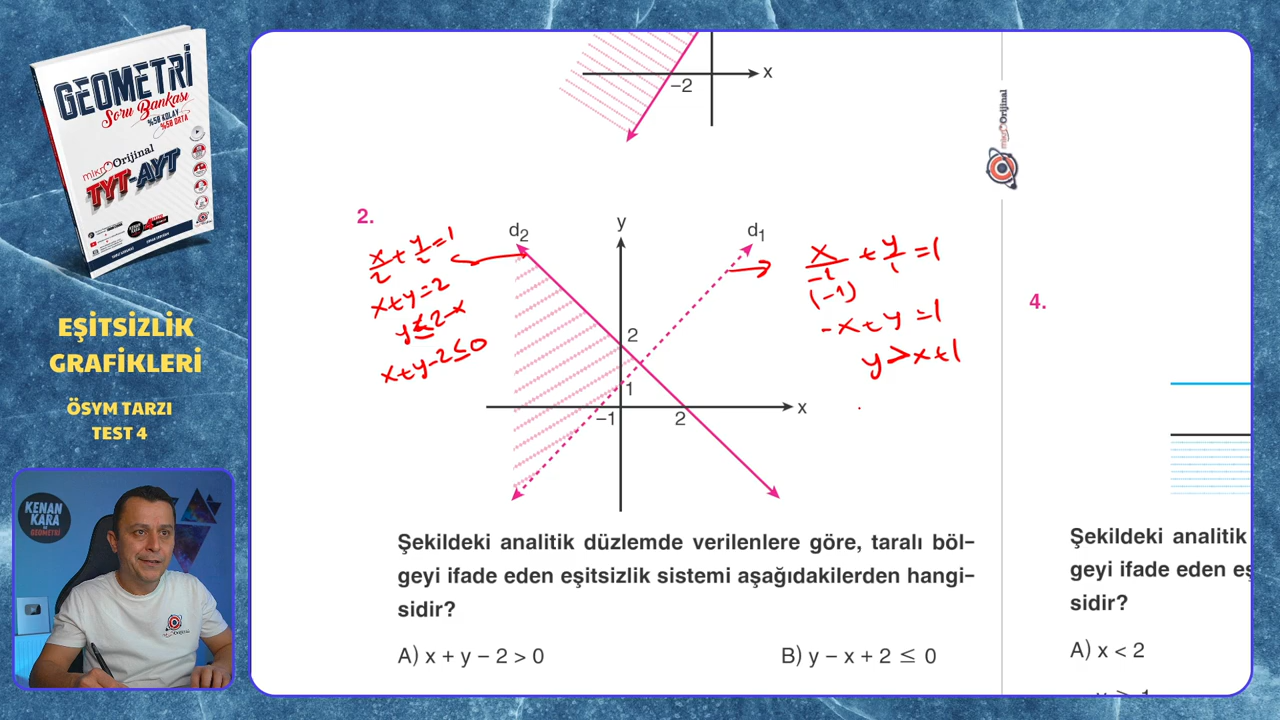 GEOMETRİ
Soru Bankası
%50 KOLAY
%50 ORTA
mikro Orijinal
TYT-AYT
EŞİTSİZLİK
GRAFİKLERİ
ÖSYM TARZI
TEST 4
KENAN
KARA
GEOMETRİ
Orijinal
x
−2
mikro Orijinal
2.
d2
y
d1
x/2 + y/2 = 1
x+y=2
y≤2-x
x+y-2≤0
x/-1 + y/1 = 1
(-1)
-x+y=1
y>x+1
2
1
−1
2
x
Şekildeki analitik düzlemde verilenlere göre, taralı böl-
geyi ifade eden eşitsizlik sistemi aşağıdakilerden hangi-
sidir?
A) x + y − 2 > 0
B) y − x + 2 ≤ 0
4.
Şekildeki analitik
geyi ifade eden eş
sidir?
A) x < 2